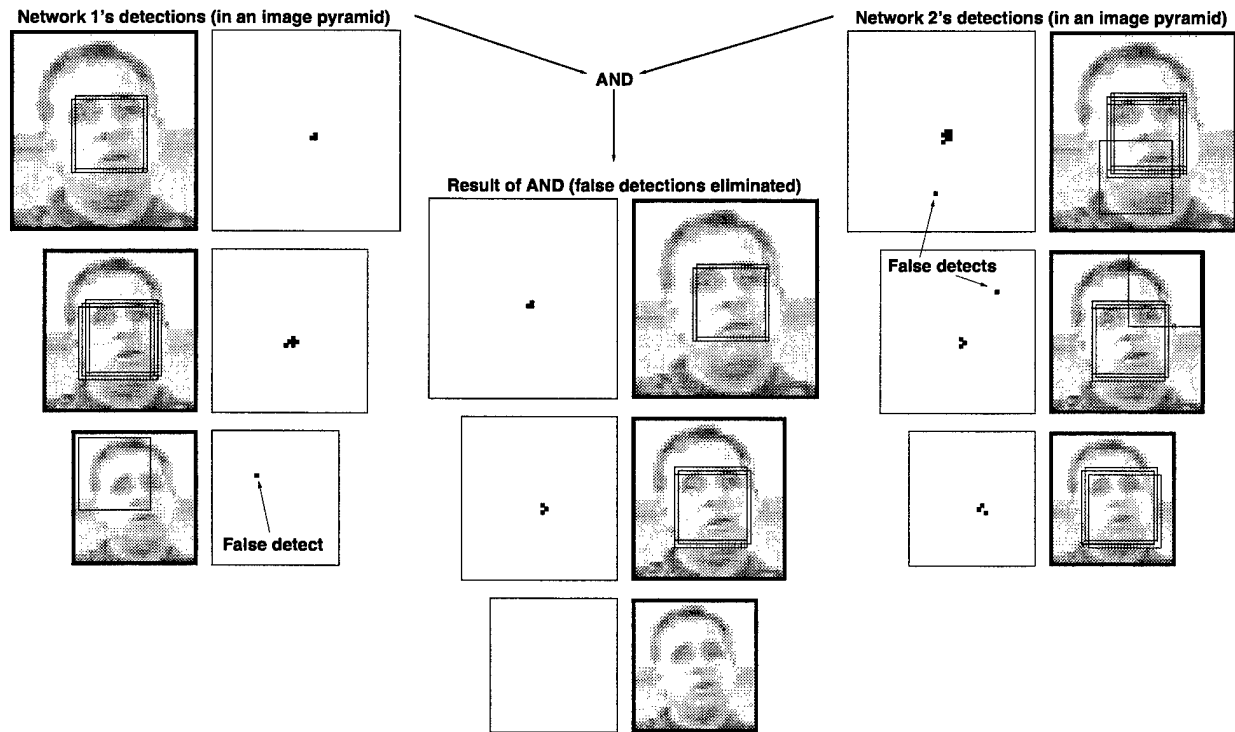 Network 1's detections (in an image pyramid)
Network 2's detections (in an image pyramid)
AND
Result of AND (false detections eliminated)
False detects
False detect